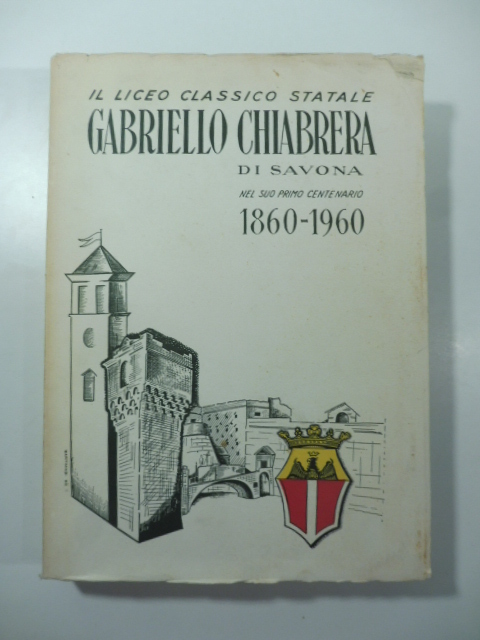 IL LICEO CLASSICO STATALE
GABRIELLO CHIABRERA
DI SAVONA
NEL SUO PRIMO CENTENARIO
1860-1960